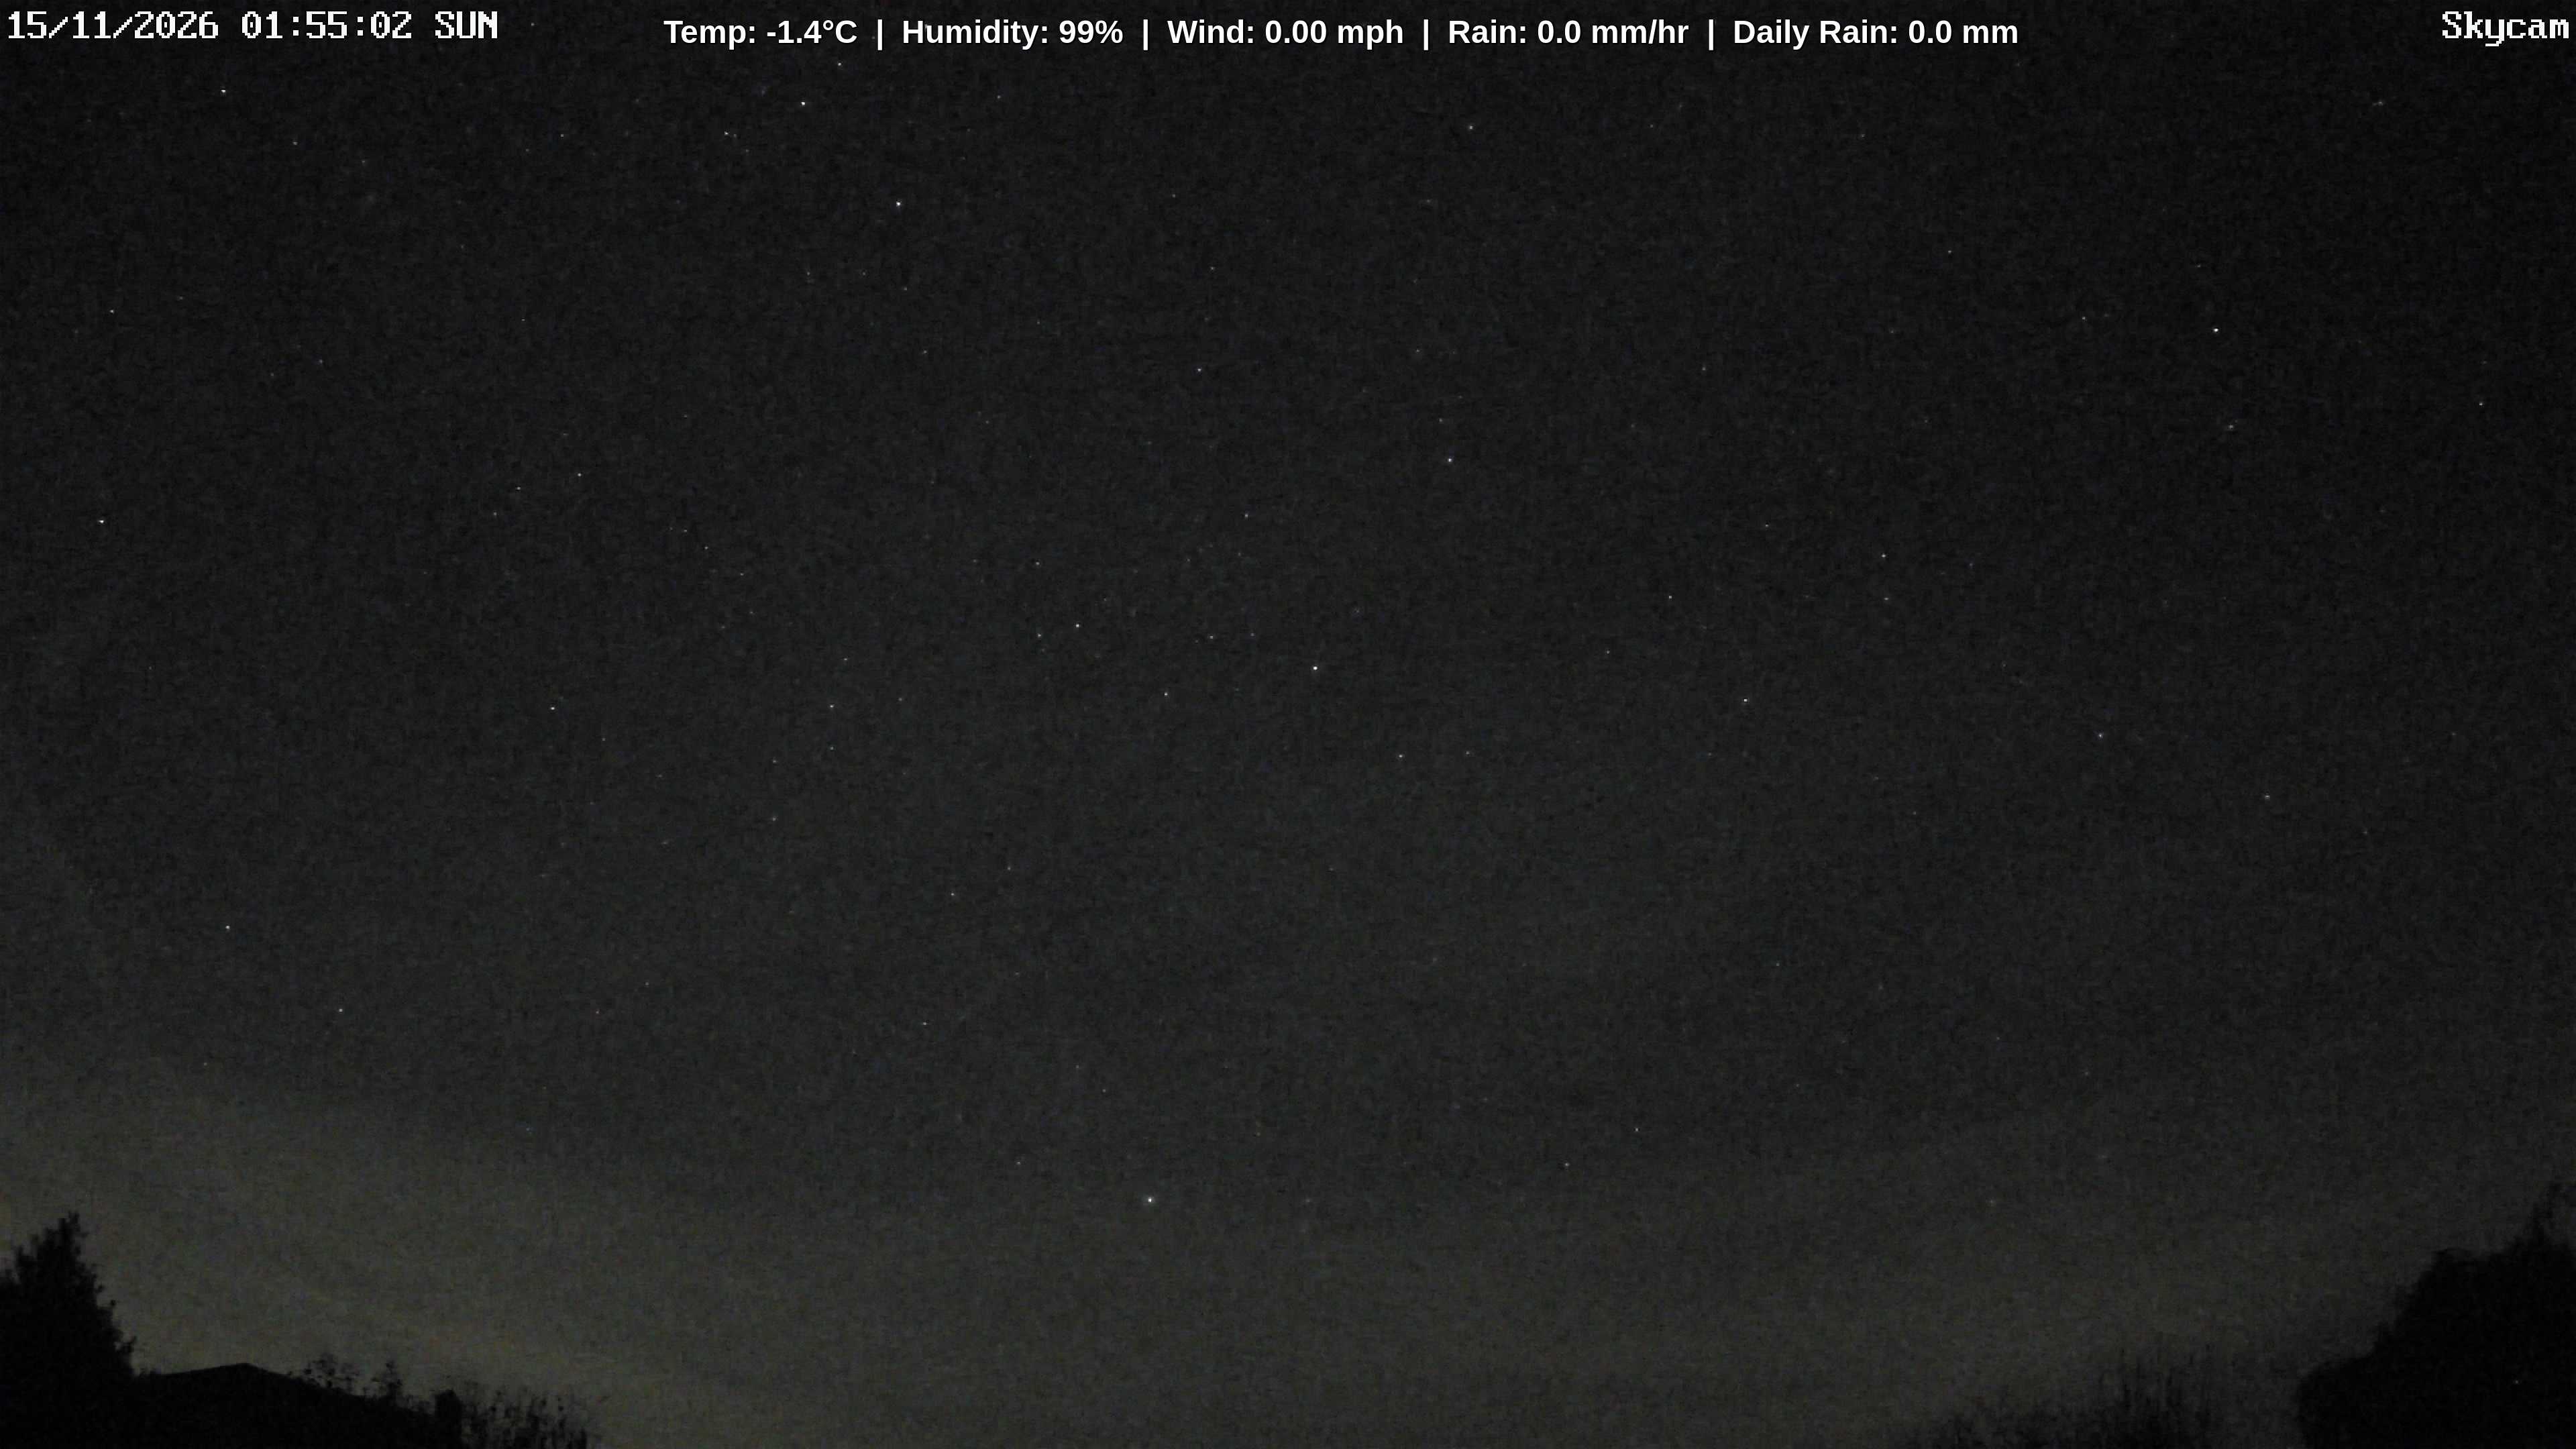 15/11/2026 01:55:02 SUN
Temp: -1.4°C | Humidity: 99% | Wind: 0.00 mph | Rain: 0.0 mm/hr | Daily Rain: 0.0 mm
Skycam